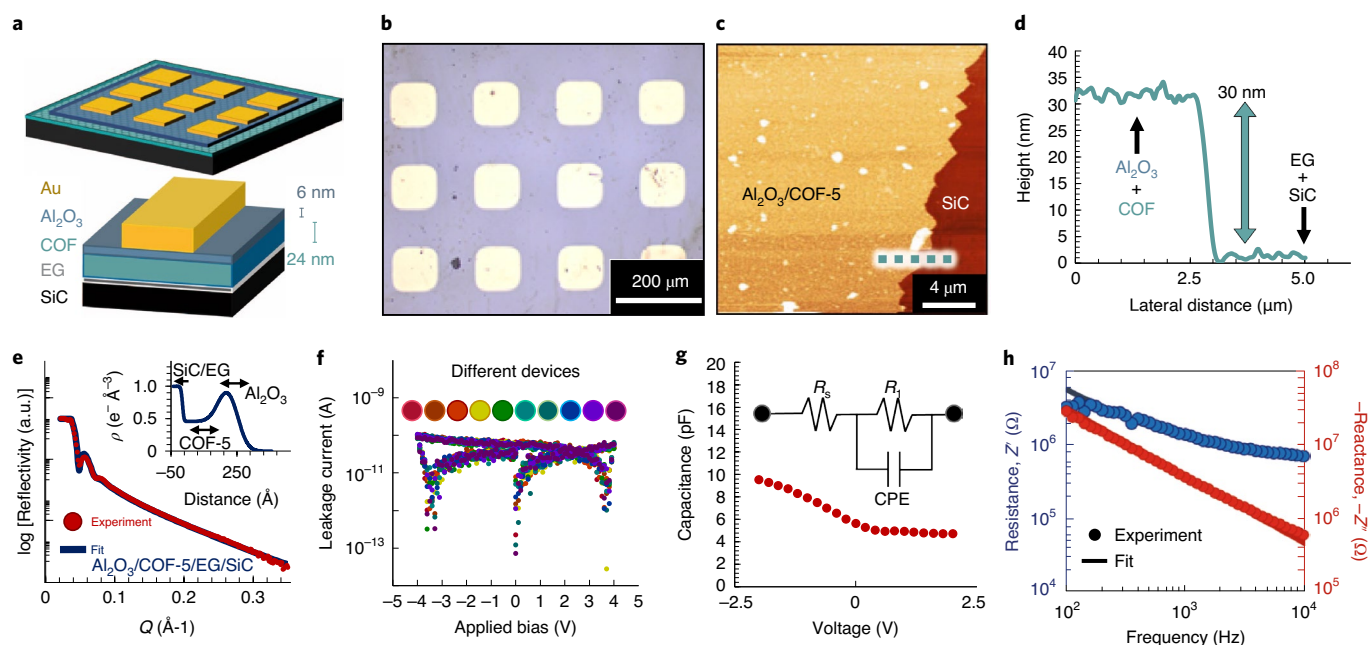 a
Au
Al₂O₃
COF
EG
SiC
6 nm
24 nm
b
200 μm
c
Al₂O₃/COF-5
SiC
4 μm
d
Height (nm)
40
35
30
25
20
15
10
5
0
30 nm
Al₂O₃
+
COF
EG
+
SiC
0
2.5
5.0
Lateral distance (μm)
e
log [Reflectivity (a.u.)]
SiC/EG
Al₂O₃
COF-5
ρ (e⁻ Å⁻³)
1.0
0.5
0
−50
250
Distance (Å)
Experiment
Fit
Al₂O₃/COF-5/EG/SiC
0
0.1
0.2
0.3
Q (Å-1)
f
Different devices
Leakage current (A)
10⁻⁹
10⁻¹¹
10⁻¹³
−5
−4
−3
−2
−1
0
1
2
3
4
5
Applied bias (V)
g
Capacitance (pF)
22
20
18
16
14
12
10
8
6
4
2
0
Rₛ
R₁
CPE
−2.5
0
2.5
Voltage (V)
h
Resistance, Z′ (Ω)
10⁷
10⁶
10⁵
10⁴
−Reactance, −Z″ (Ω)
10⁸
10⁷
10⁶
10⁵
Experiment
Fit
10²
10³
10⁴
Frequency (Hz)